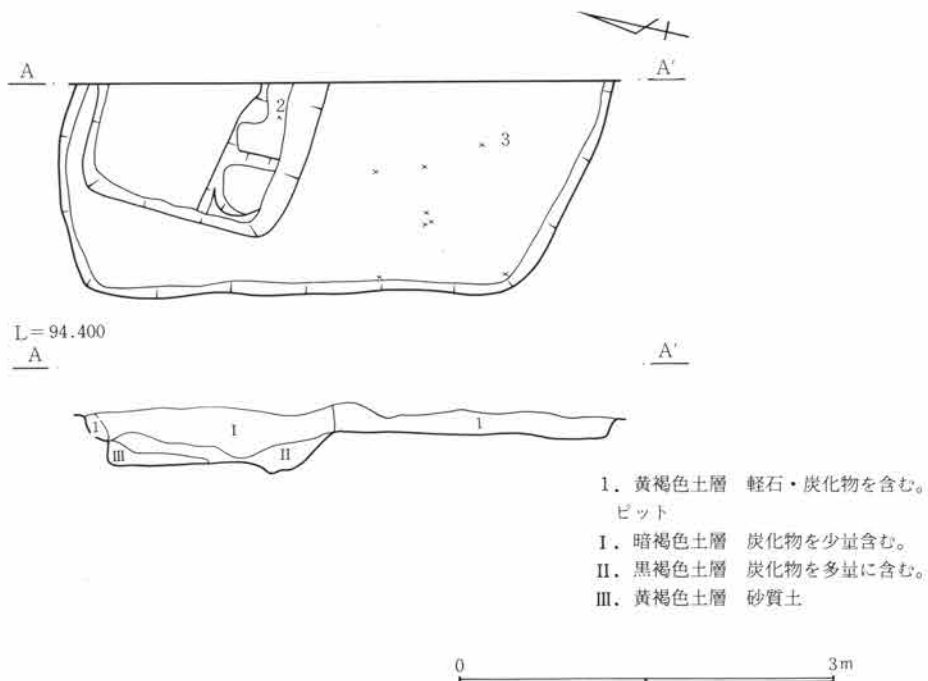 A A′
2
3
L=94.400
A A′
1 I 1
III II
1. 黄褐色土層 軽石・炭化物を含む。
ピット
I. 暗褐色土層 炭化物を少量含む。
II. 黒褐色土層 炭化物を多量に含む。
III. 黄褐色土層 砂質土
0 3m